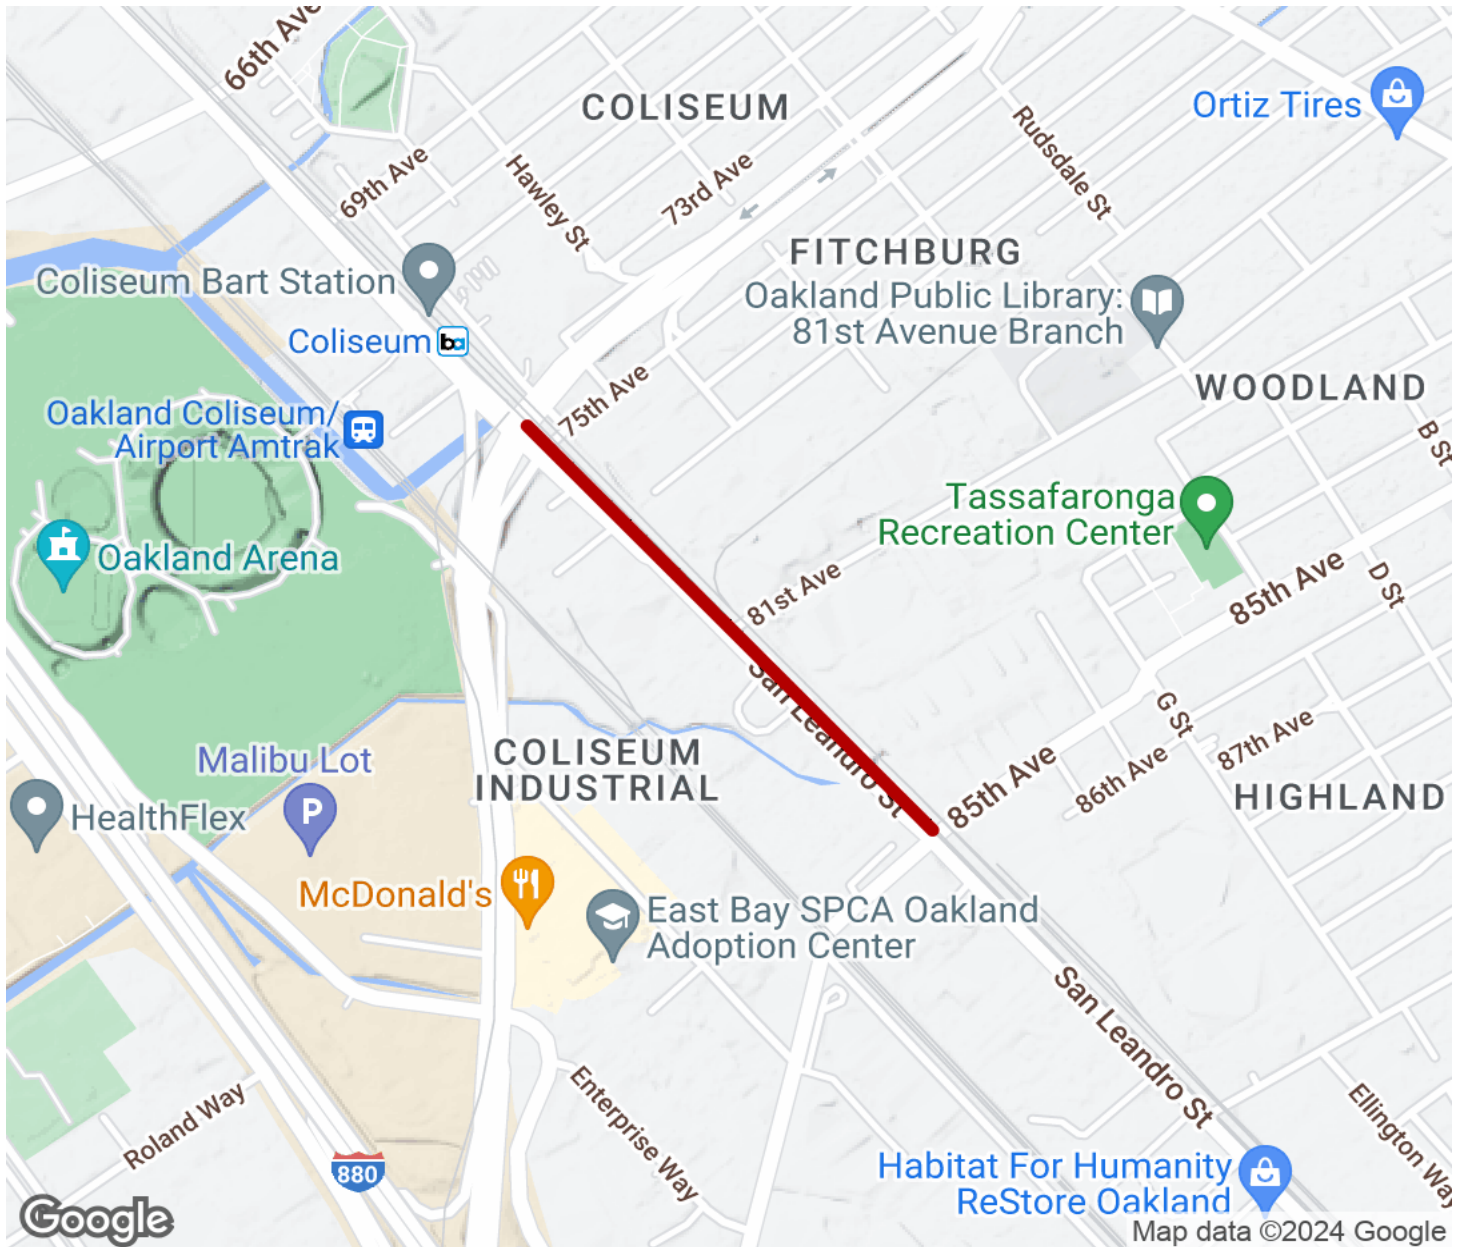 66th Ave
COLISEUM
Ortiz Tires
Rudsdale St
69th Ave
Hawley St
73rd Ave
FITCHBURG
Coliseum Bart Station
Oakland Public Library:
81st Avenue Branch
Coliseum
ba
75th Ave
WOODLAND
B St
Oakland Coliseum/
Airport Amtrak
Tassafaronga
Recreation Center
Oakland Arena
81st Ave
85th Ave
D St
San Leandro St
G St
87th Ave
86th Ave
85th Ave
COLISEUM
INDUSTRIAL
Malibu Lot
P
HealthFlex
HIGHLAND
McDonald's
East Bay SPCA Oakland
Adoption Center
San Leandro St
Roland Way
Enterprise Way
Ellington Way
880
Habitat For Humanity
ReStore Oakland
Google
Map data ©2024 Google